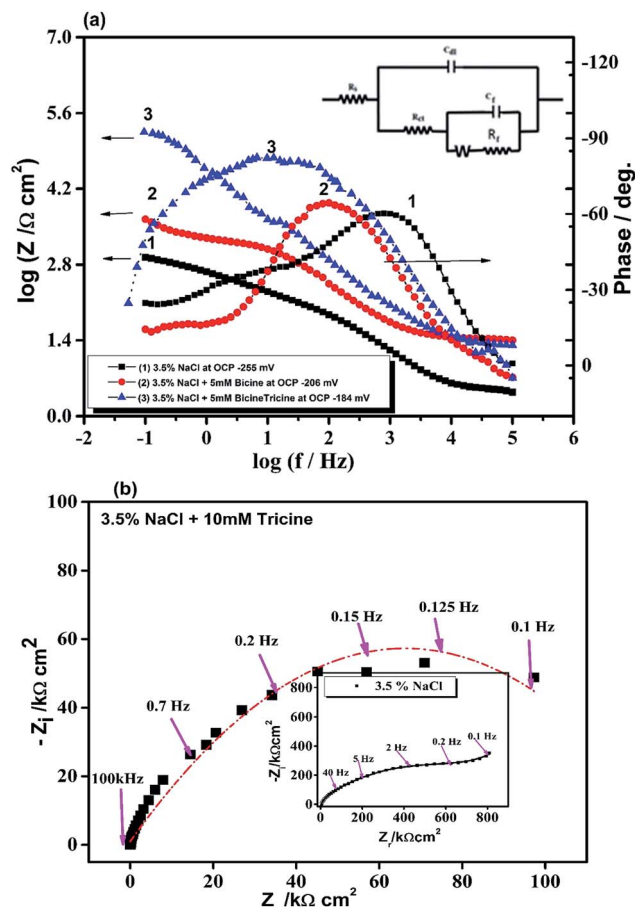 (a)
7.0
5.6
4.2
2.8
1.4
0.0
log (Z /Ω cm²)
-120
-90
-60
-30
0
Phase / deg.
Cdl
Rs
Rct
Cf
Rf
W
3
3
2
2
1
1
(1) 3.5% NaCl at OCP -255 mV
(2) 3.5% NaCl + 5mM Bicine at OCP -206 mV
(3) 3.5% NaCl + 5mM BicineTricine at OCP -184 mV
-2 -1 0 1 2 3 4 5 6
log (f / Hz)
(b)
3.5% NaCl + 10mM Tricine
100
80
60
40
20
0
- Zi /kΩ cm²
100kHz
0.7 Hz
0.2 Hz
0.15 Hz
0.125 Hz
0.1 Hz
3.5 % NaCl
800
600
400
200
0
-Zi/kΩcm²
40 Hz
5 Hz
2 Hz
0.2 Hz
0.1 Hz
0 200 400 600 800
Zr/kΩcm²
0 20 40 60 80 100
Z /kΩ cm²